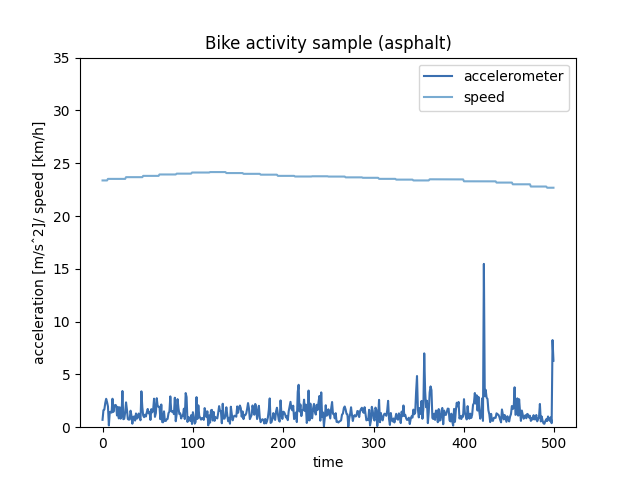 Bike activity sample (asphalt)
accelerometer
speed
acceleration [m/sˆ2]/ speed [km/h]
35
30
25
20
15
10
5
0
0
100
200
300
400
500
time